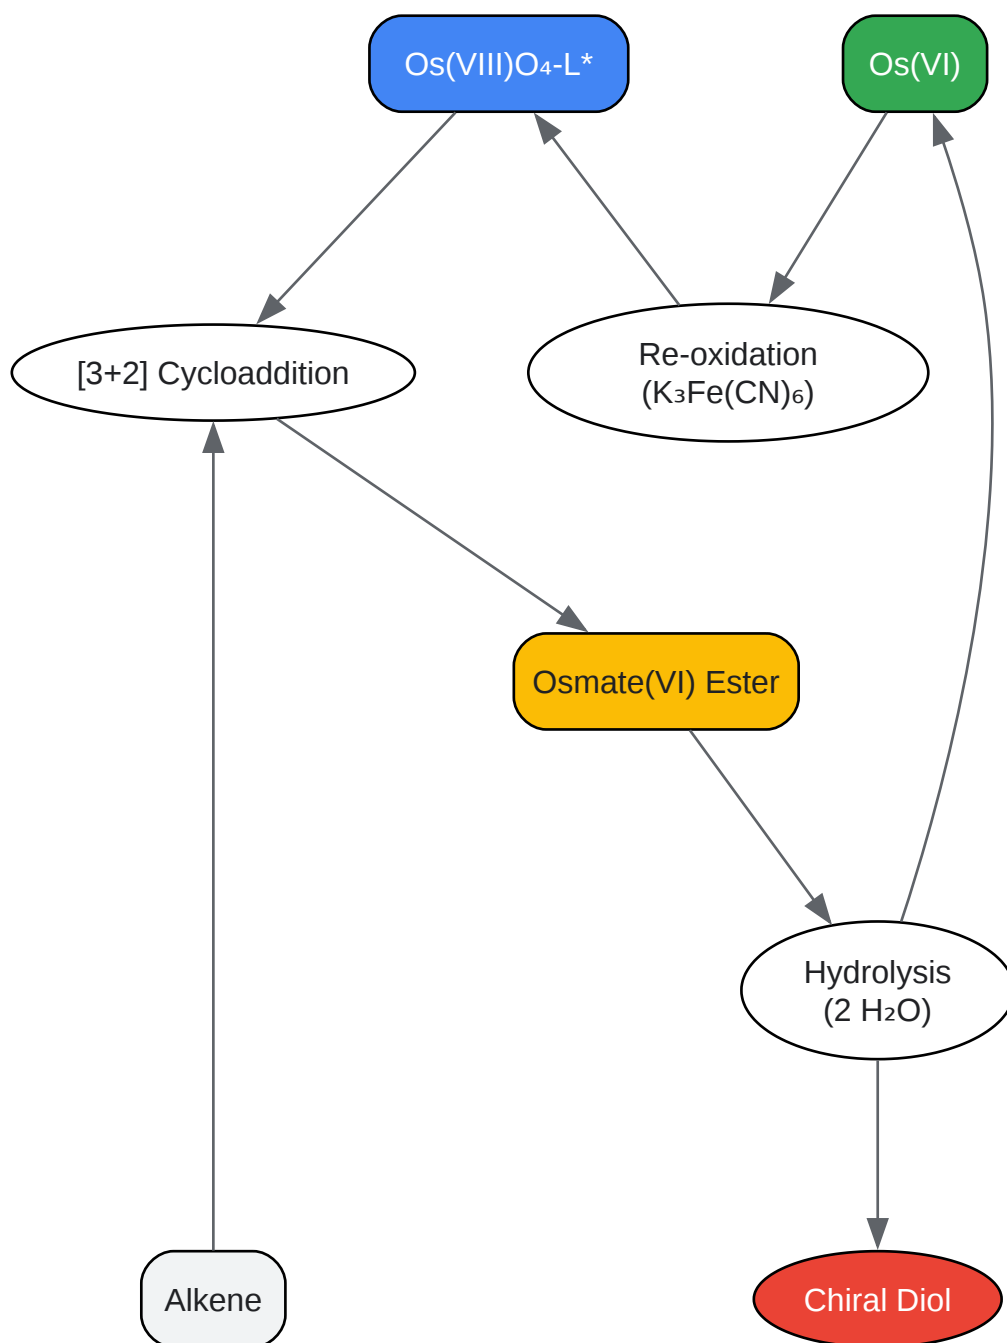 Os(VIII)O₄-L*
Os(VI)
[3+2] Cycloaddition
Re-oxidation
(K₃Fe(CN)₆)
Osmate(VI) Ester
Hydrolysis
(2 H₂O)
Alkene
Chiral Diol